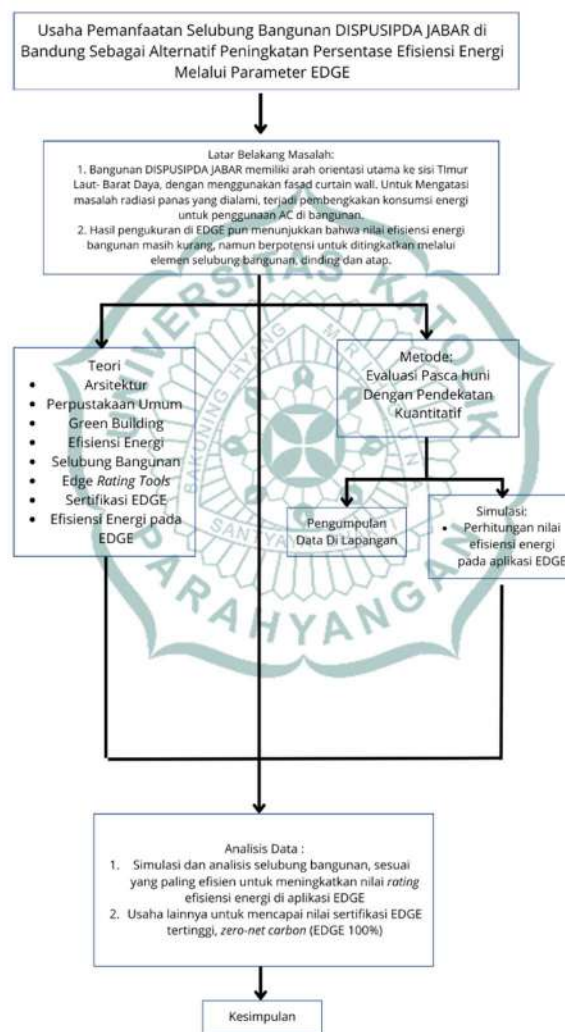 Usaha Pemanfaatan Selubung Bangunan DISPUSIPDA JABAR di
Bandung Sebagai Alternatif Peningkatan Persentase Efisiensi Energi
Melalui Parameter EDGE
Latar Belakang Masalah:
1. Bangunan DISPUSIPDA JABAR memiliki arah orientasi utama ke sisi TImur
Laut- Barat Daya, dengan menggunakan fasad curtain wall. Untuk Mengatasi
masalah radiasi panas yang dialami, terjadi pembengkakan konsumsi energi
untuk penggunaan AC di bangunan.
2. Hasil pengukuran di EDGE pun menunjukkan bahwa nilai efisiensi energi
bangunan masih kurang, namun berpotensi untuk ditingkatkan melalui
elemen selubung bangunan, dinding dan atap.
Teori
• Arsitektur
• Perpustakaan Umum
• Green Building
• Efisiensi Energi
• Selubung Bangunan
• Edge Rating Tools
• Sertifikasi EDGE
• Efisiensi Energi pada
EDGE
Metode:
Evaluasi Pasca huni
Dengan Pendekatan
Kuantitatif
Pengumpulan
Data Di Lapangan
Simulasi:
• Perhitungan nilai
efisiensi energi
pada aplikasi EDGE
UNIVERSITAS KATOLIK
PARAHYANGAN
Analisis Data :
1. Simulasi dan analisis selubung bangunan, sesuai
yang paling efisien untuk meningkatkan nilai rating
efisiensi energi di aplikasi EDGE
2. Usaha lainnya untuk mencapai nilai sertifikasi EDGE
tertinggi, zero-net carbon (EDGE 100%)
Kesimpulan